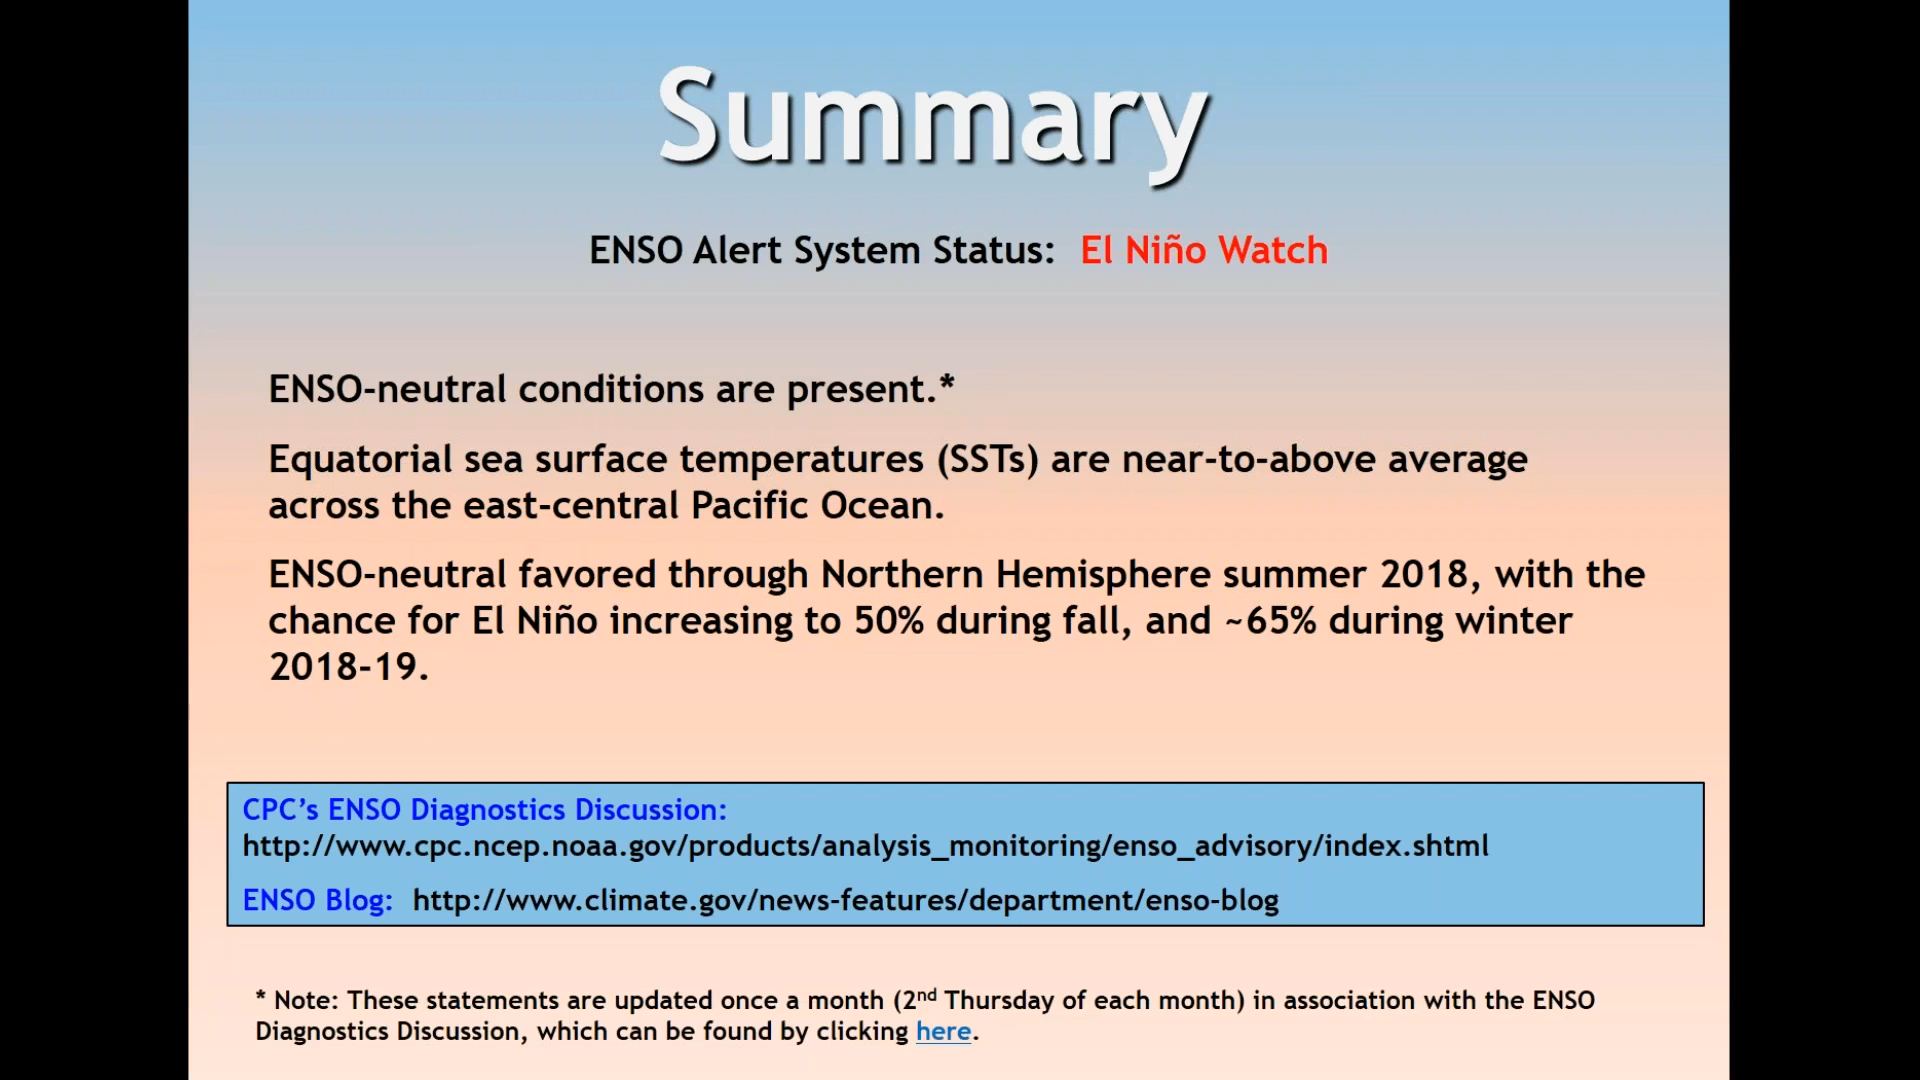 Summary
ENSO Alert System Status: El Niño Watch
ENSO-neutral conditions are present.*
Equatorial sea surface temperatures (SSTs) are near-to-above average
across the east-central Pacific Ocean.
ENSO-neutral favored through Northern Hemisphere summer 2018, with the
chance for El Niño increasing to 50% during fall, and ~65% during winter
2018-19.
CPC’s ENSO Diagnostics Discussion:
http://www.cpc.ncep.noaa.gov/products/analysis_monitoring/enso_advisory/index.shtml
ENSO Blog: http://www.climate.gov/news-features/department/enso-blog
* Note: These statements are updated once a month (2nd Thursday of each month) in association with the ENSO
Diagnostics Discussion, which can be found by clicking here.